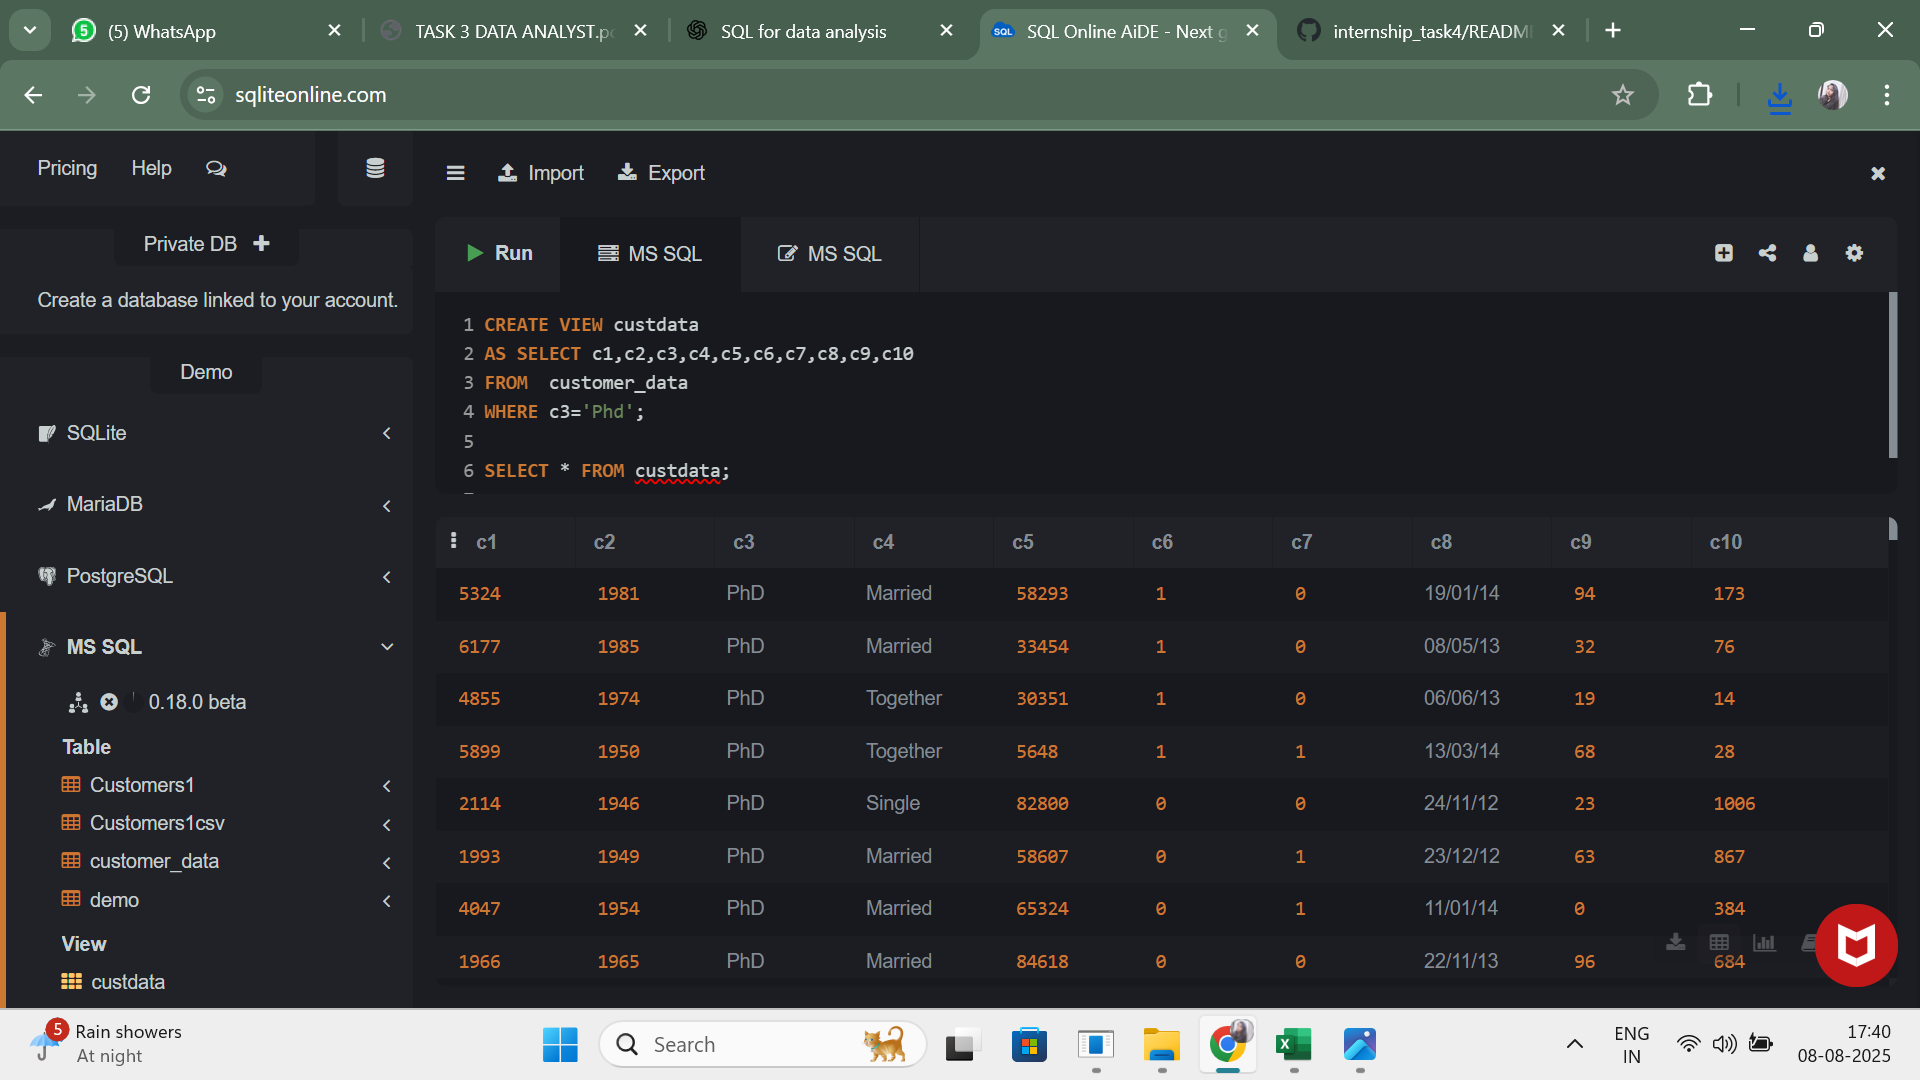 5 (5) WhatsApp
TASK 3 DATA ANALYST.p
SQL for data analysis
SQL SQL Online AiDE - Next g
internship_task4/README
sqliteonline.com
Pricing Help
Import Export
Private DB
Create a database linked to your account.
Demo
SQLite
MariaDB
PostgreSQL
MS SQL
0.18.0 beta
Table
Customers1
Customers1csv
customer_data
demo
View
custdata
Run MS SQL MS SQL
1 CREATE VIEW custdata
2 AS SELECT c1,c2,c3,c4,c5,c6,c7,c8,c9,c10
3 FROM  customer_data
4 WHERE c3='Phd';
5
6 SELECT * FROM custdata;
c1 c2 c3 c4 c5 c6 c7 c8 c9 c10
5324 1981 PhD Married 58293 1 0 19/01/14 94 173
6177 1985 PhD Married 33454 1 0 08/05/13 32 76
4855 1974 PhD Together 30351 1 0 06/06/13 19 14
5899 1950 PhD Together 5648 1 1 13/03/14 68 28
2114 1946 PhD Single 82800 0 0 24/11/12 23 1006
1993 1949 PhD Married 58607 0 1 23/12/12 63 867
4047 1954 PhD Married 65324 0 1 11/01/14 0 384
1966 1965 PhD Married 84618 0 0 22/11/13 96 684
5 Rain showers
At night
Search
ENG
IN
17:40
08-08-2025